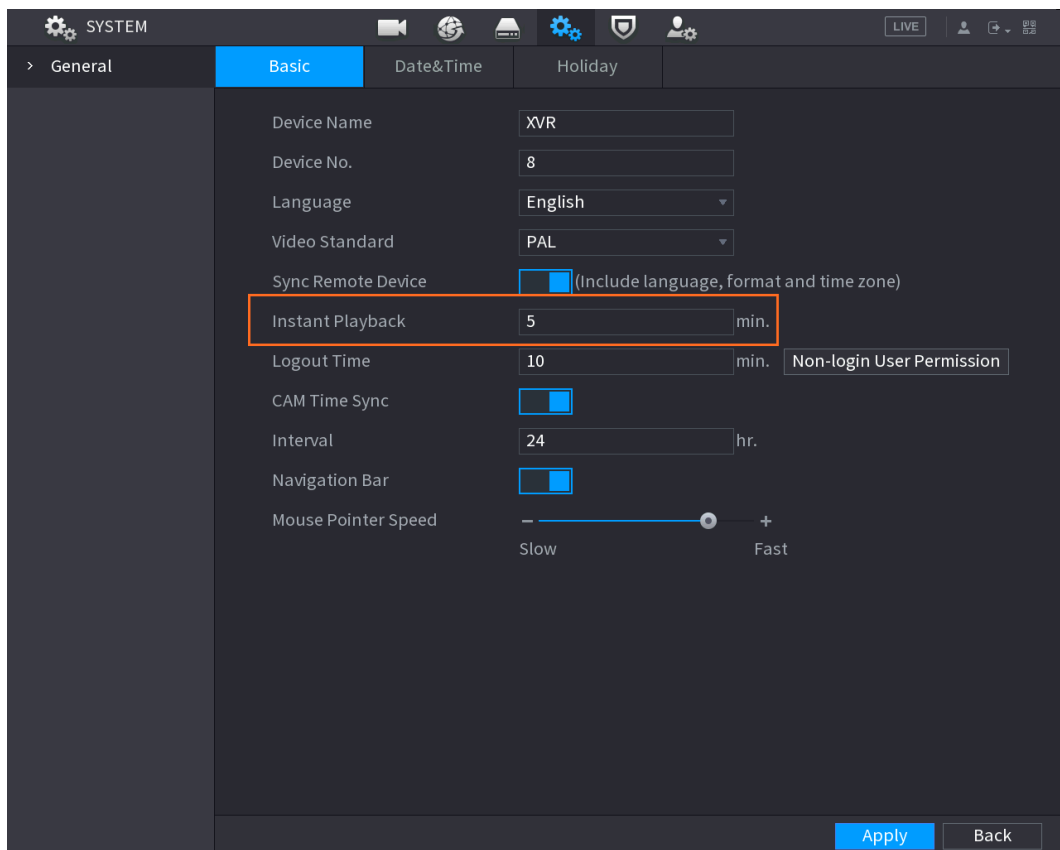 SYSTEM LIVE
> General Basic Date&Time Holiday
Device Name XVR
Device No. 8
Language English
Video Standard PAL
Sync Remote Device (Include language, format and time zone)
Instant Playback 5 min.
Logout Time 10 min. Non-login User Permission
CAM Time Sync
Interval 24 hr.
Navigation Bar
Mouse Pointer Speed − +
Slow Fast
Apply Back